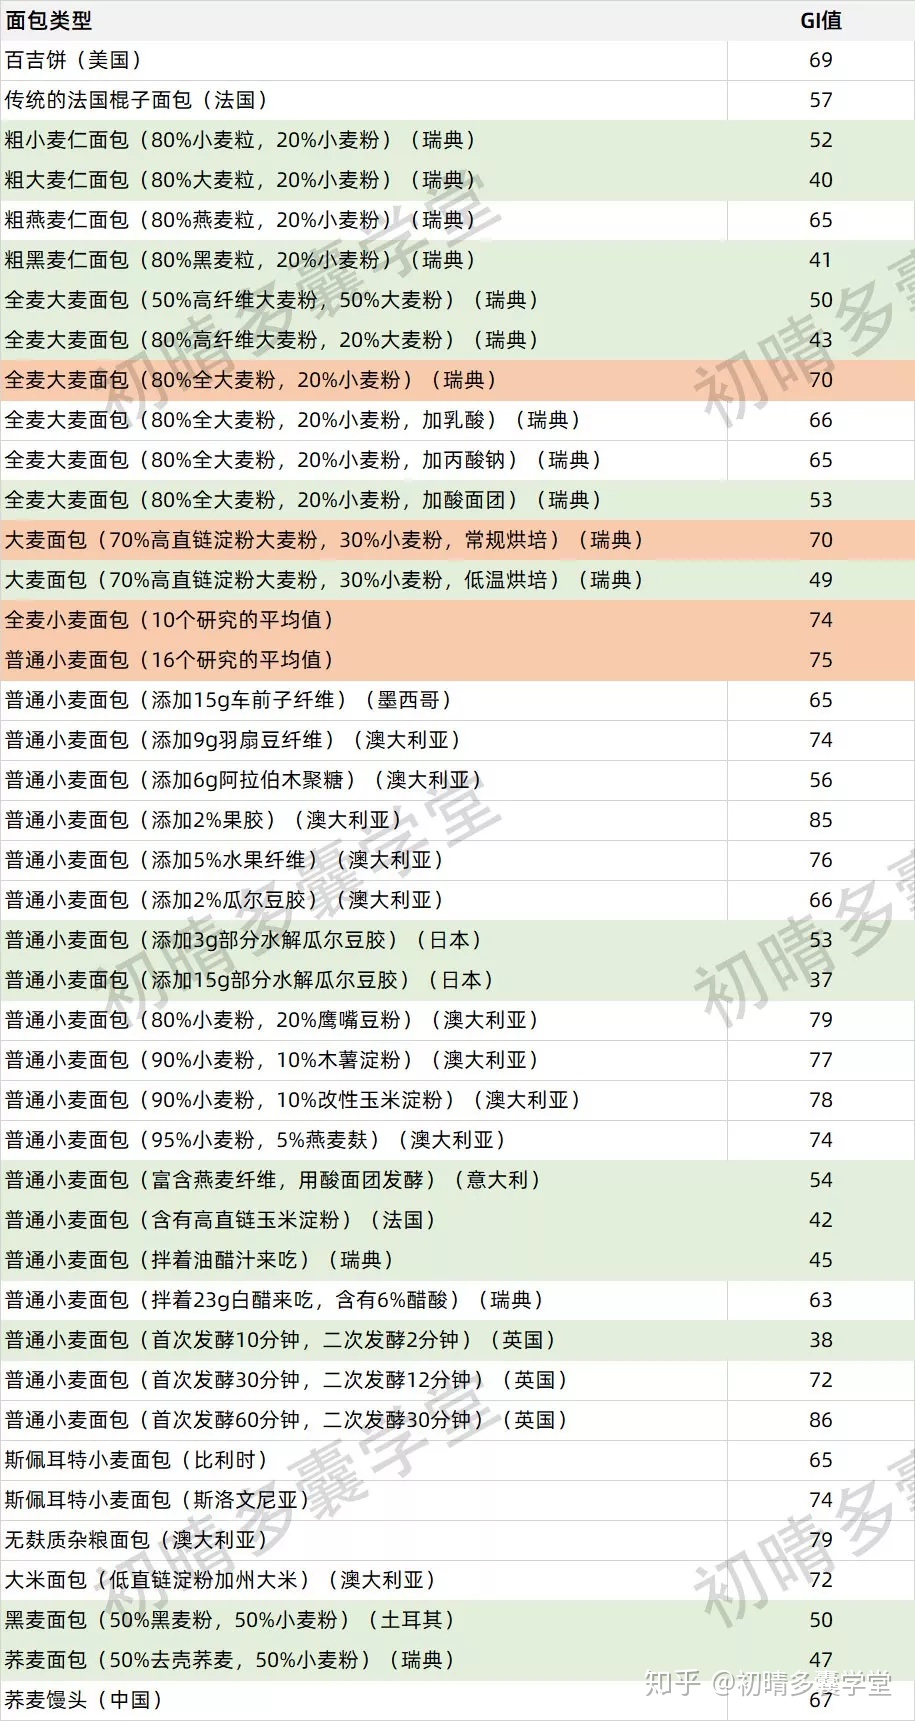 面包类型 GI值
百吉饼（美国） 69
传统的法国棍子面包（法国） 57
粗小麦仁面包（80%小麦粒，20%小麦粉）（瑞典） 52
粗大麦仁面包（80%大麦粒，20%小麦粉）（瑞典） 40
粗燕麦仁面包（80%燕麦粒，20%小麦粉）（瑞典） 65
粗黑麦仁面包（80%黑麦粒，20%小麦粉）（瑞典） 41
全麦大麦面包（50%高纤维大麦粉，50%大麦粉）（瑞典） 50
全麦大麦面包（80%高纤维大麦粉，20%大麦粉）（瑞典） 43
全麦大麦面包（80%全大麦粉，20%小麦粉）（瑞典） 70
全麦大麦面包（80%全大麦粉，20%小麦粉，加乳酸）（瑞典） 66
全麦大麦面包（80%全大麦粉，20%小麦粉，加丙酸钠）（瑞典） 65
全麦大麦面包（80%全大麦粉，20%小麦粉，加酸面团）（瑞典） 53
大麦面包（70%高直链淀粉大麦粉，30%小麦粉，常规烘培）（瑞典） 70
大麦面包（70%高直链淀粉大麦粉，30%小麦粉，低温烘培）（瑞典） 49
全麦小麦面包（10个研究的平均值） 74
普通小麦面包（16个研究的平均值） 75
普通小麦面包（添加15g车前子纤维）（墨西哥） 65
普通小麦面包（添加9g羽扇豆纤维）（澳大利亚） 74
普通小麦面包（添加6g阿拉伯木聚糖）（澳大利亚） 56
普通小麦面包（添加2%果胶）（澳大利亚） 85
普通小麦面包（添加5%水果纤维）（澳大利亚） 76
普通小麦面包（添加2%瓜尔豆胶）（澳大利亚） 66
普通小麦面包（添加3g部分水解瓜尔豆胶）（日本） 53
普通小麦面包（添加15g部分水解瓜尔豆胶）（日本） 37
普通小麦面包（80%小麦粉，20%鹰嘴豆粉）（澳大利亚） 79
普通小麦面包（90%小麦粉，10%木薯淀粉）（澳大利亚） 77
普通小麦面包（90%小麦粉，10%改性玉米淀粉）（澳大利亚） 78
普通小麦面包（95%小麦粉，5%燕麦麸）（澳大利亚） 74
普通小麦面包（富含燕麦纤维，用酸面团发酵）（意大利） 54
普通小麦面包（含有高直链玉米淀粉）（法国） 42
普通小麦面包（拌着油醋汁来吃）（瑞典） 45
普通小麦面包（拌着23g白醋来吃，含有6%醋酸）（瑞典） 63
普通小麦面包（首次发酵10分钟，二次发酵2分钟）（英国） 38
普通小麦面包（首次发酵30分钟，二次发酵12分钟）（英国） 72
普通小麦面包（首次发酵60分钟，二次发酵30分钟）（英国） 86
斯佩耳特小麦面包（比利时） 65
斯佩耳特小麦面包（斯洛文尼亚） 74
无麸质杂粮面包（澳大利亚） 79
大米面包（低直链淀粉加州大米）（澳大利亚） 72
黑麦面包（50%黑麦粉，50%小麦粉）（土耳其） 50
荞麦面包（50%去壳荞麦，50%小麦粉）（瑞典） 47
荞麦馒头（中国） 67
知乎 @初晴多囊学堂
初晴多囊学堂
初晴多囊学堂
初晴多囊学堂
初晴多囊
初晴多囊
初晴多囊